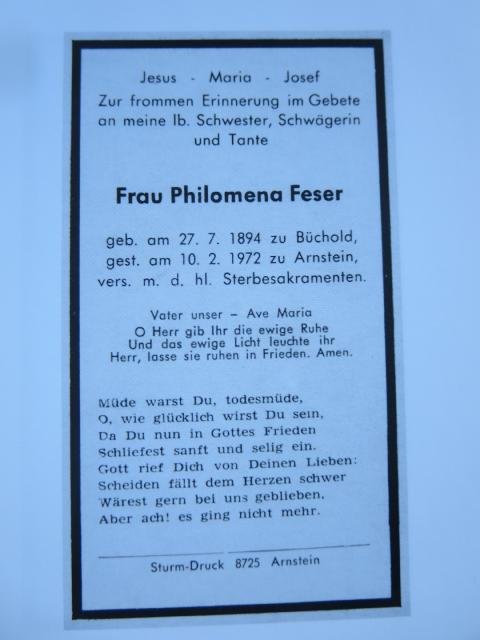 Jesus - Maria - Josef
Zur frommen Erinnerung im Gebete
an meine lb. Schwester, Schwägerin
und Tante
Frau Philomena Feser
geb. am 27. 7. 1894 zu Büchold,
gest. am 10. 2. 1972 zu Arnstein,
vers. m. d. hl. Sterbesakramenten.
Vater unser – Ave Maria
O Herr gib Ihr die ewige Ruhe
Und das ewige Licht leuchte ihr
Herr, lasse sie ruhen in Frieden. Amen.
Müde warst Du, todesmüde,
O, wie glücklich wirst Du sein,
Da Du nun in Gottes Frieden
Schliefest sanft und selig ein.
Gott rief Dich von Deinen Lieben:
Scheiden fällt dem Herzen schwer
Wärest gern bei uns geblieben,
Aber ach! es ging nicht mehr.
Sturm-Druck 8725 Arnstein